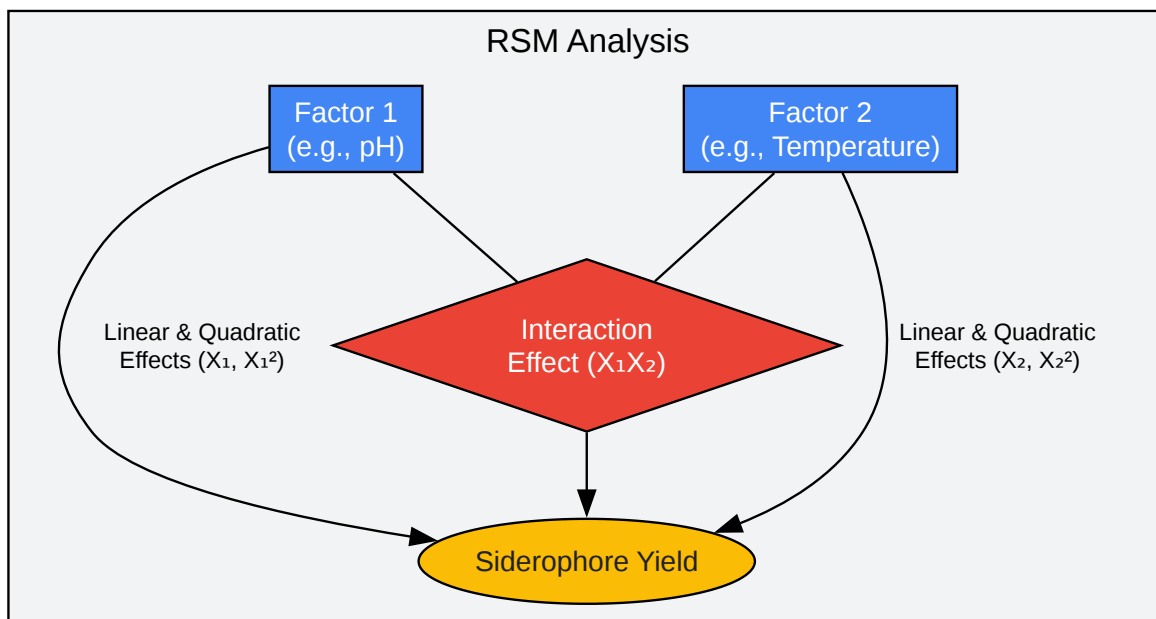 RSM Analysis
Factor 1
(e.g., pH)
Factor 2
(e.g., Temperature)
Linear & Quadratic
Effects (X₁, X₁²)
Interaction
Effect (X₁X₂)
Linear & Quadratic
Effects (X₂, X₂²)
Siderophore Yield